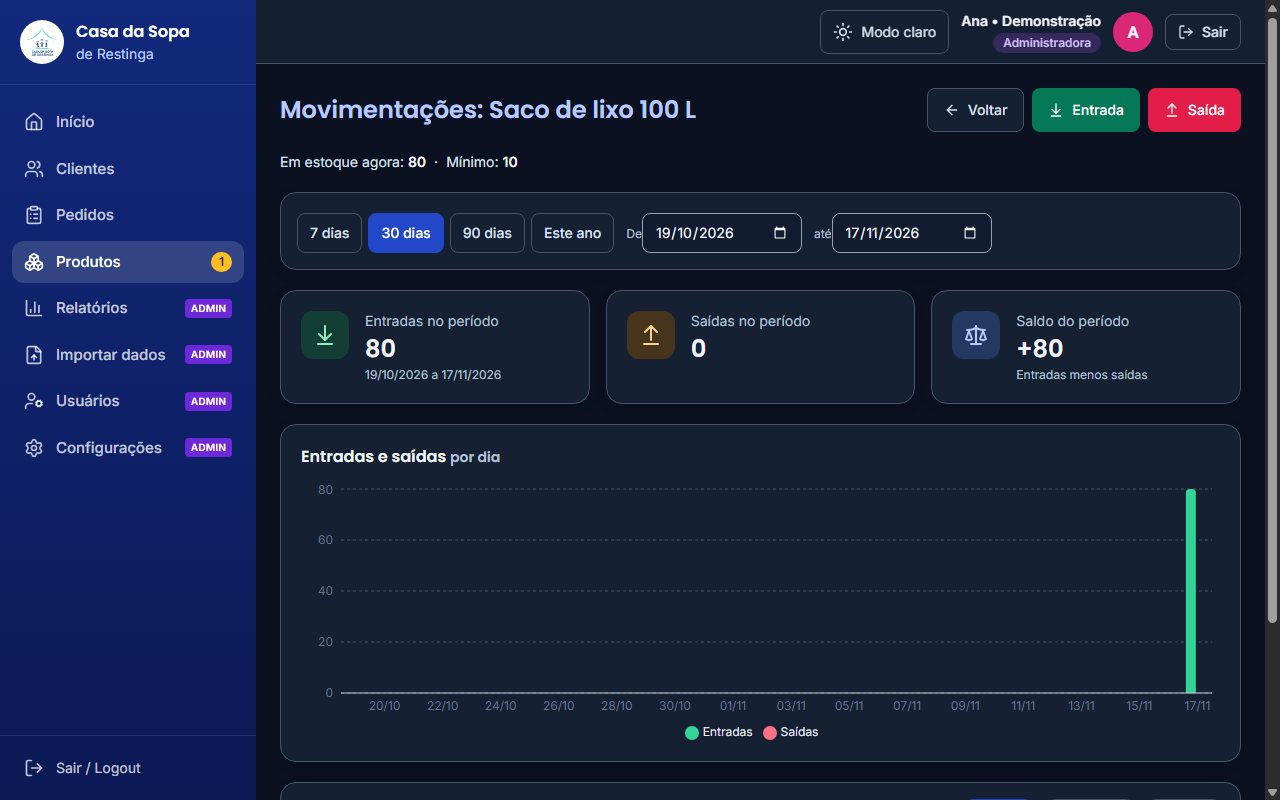 Casa da Sopa
de Restinga
Início
Clientes
Pedidos
Produtos 1
Relatórios ADMIN
Importar dados ADMIN
Usuários ADMIN
Configurações ADMIN
Sair / Logout
Modo claro
Ana • Demonstração
Administradora
A
Sair
Movimentações: Saco de lixo 100 L
Voltar
Entrada
Saída
Em estoque agora: 80 · Mínimo: 10
7 dias 30 dias 90 dias Este ano De 19/10/2026 até 17/11/2026
Entradas no período
80
19/10/2026 a 17/11/2026
Saídas no período
0
Saldo do período
+80
Entradas menos saídas
Entradas e saídas por dia
80
60
40
20
0
20/10 22/10 24/10 26/10 28/10 30/10 01/11 03/11 05/11 07/11 09/11 11/11 13/11 15/11 17/11
Entradas Saídas